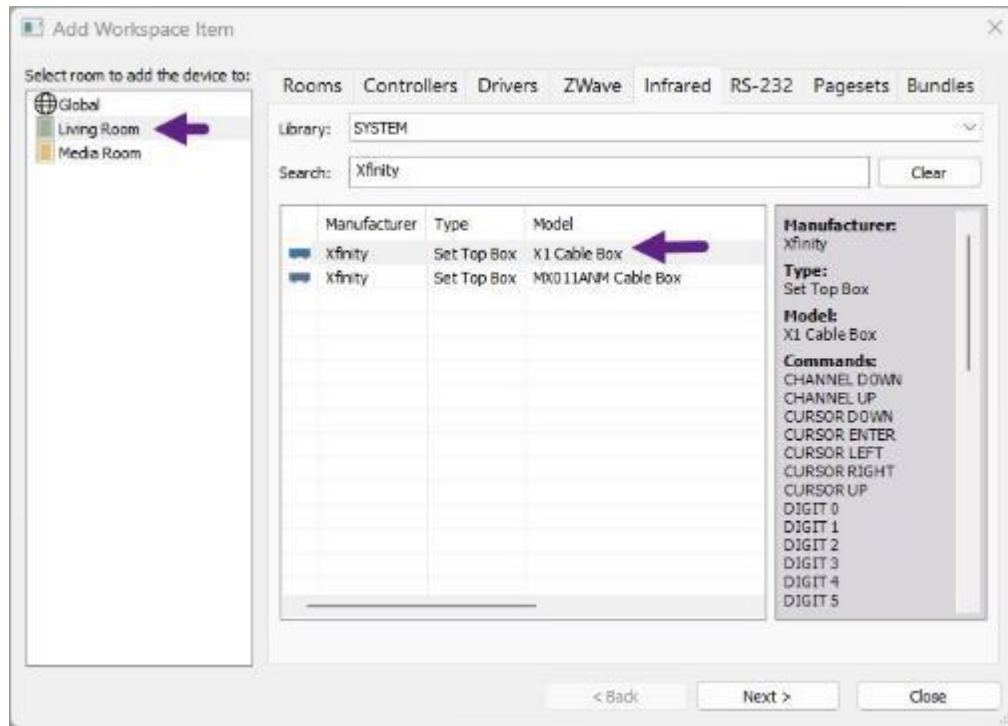 Add Workspace Item
Select room to add the device to:
Global
Living Room
Media Room
Rooms Controllers Drivers ZWave Infrared RS-232 Pagesets Bundles
Library: SYSTEM
Search: Xfinity Clear
Manufacturer Type Model
Xfinity Set Top Box X1 Cable Box
Xfinity Set Top Box MX011ANM Cable Box
Manufacturer:
Xfinity
Type:
Set Top Box
Model:
X1 Cable Box
Commands:
CHANNEL DOWN
CHANNEL UP
CURSOR DOWN
CURSOR ENTER
CURSOR LEFT
CURSOR RIGHT
CURSOR UP
DIGIT 0
DIGIT 1
DIGIT 2
DIGIT 3
DIGIT 4
DIGIT 5
< Back Next > Close